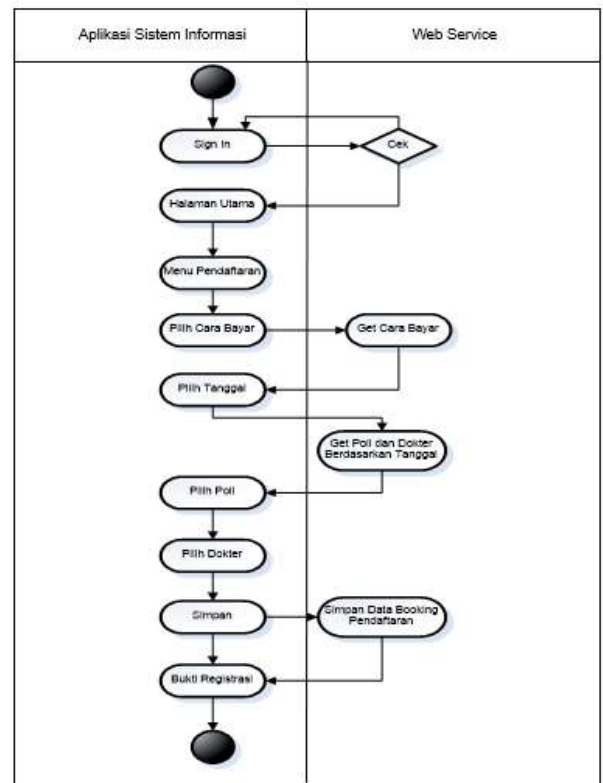 Aplikasi Sistem Informasi
Web Service
Sign In
Cek
Halaman Utama
Menu Pendaftaran
Pilih Cara Bayar
Get Cara Bayar
Pilih Tanggal
Get Poli dan Dokter
Berdasarkan Tanggal
Pilih Poli
Pilih Dokter
Simpan
Simpan Data Booking
Pendaftaran
Bukti Registrasi